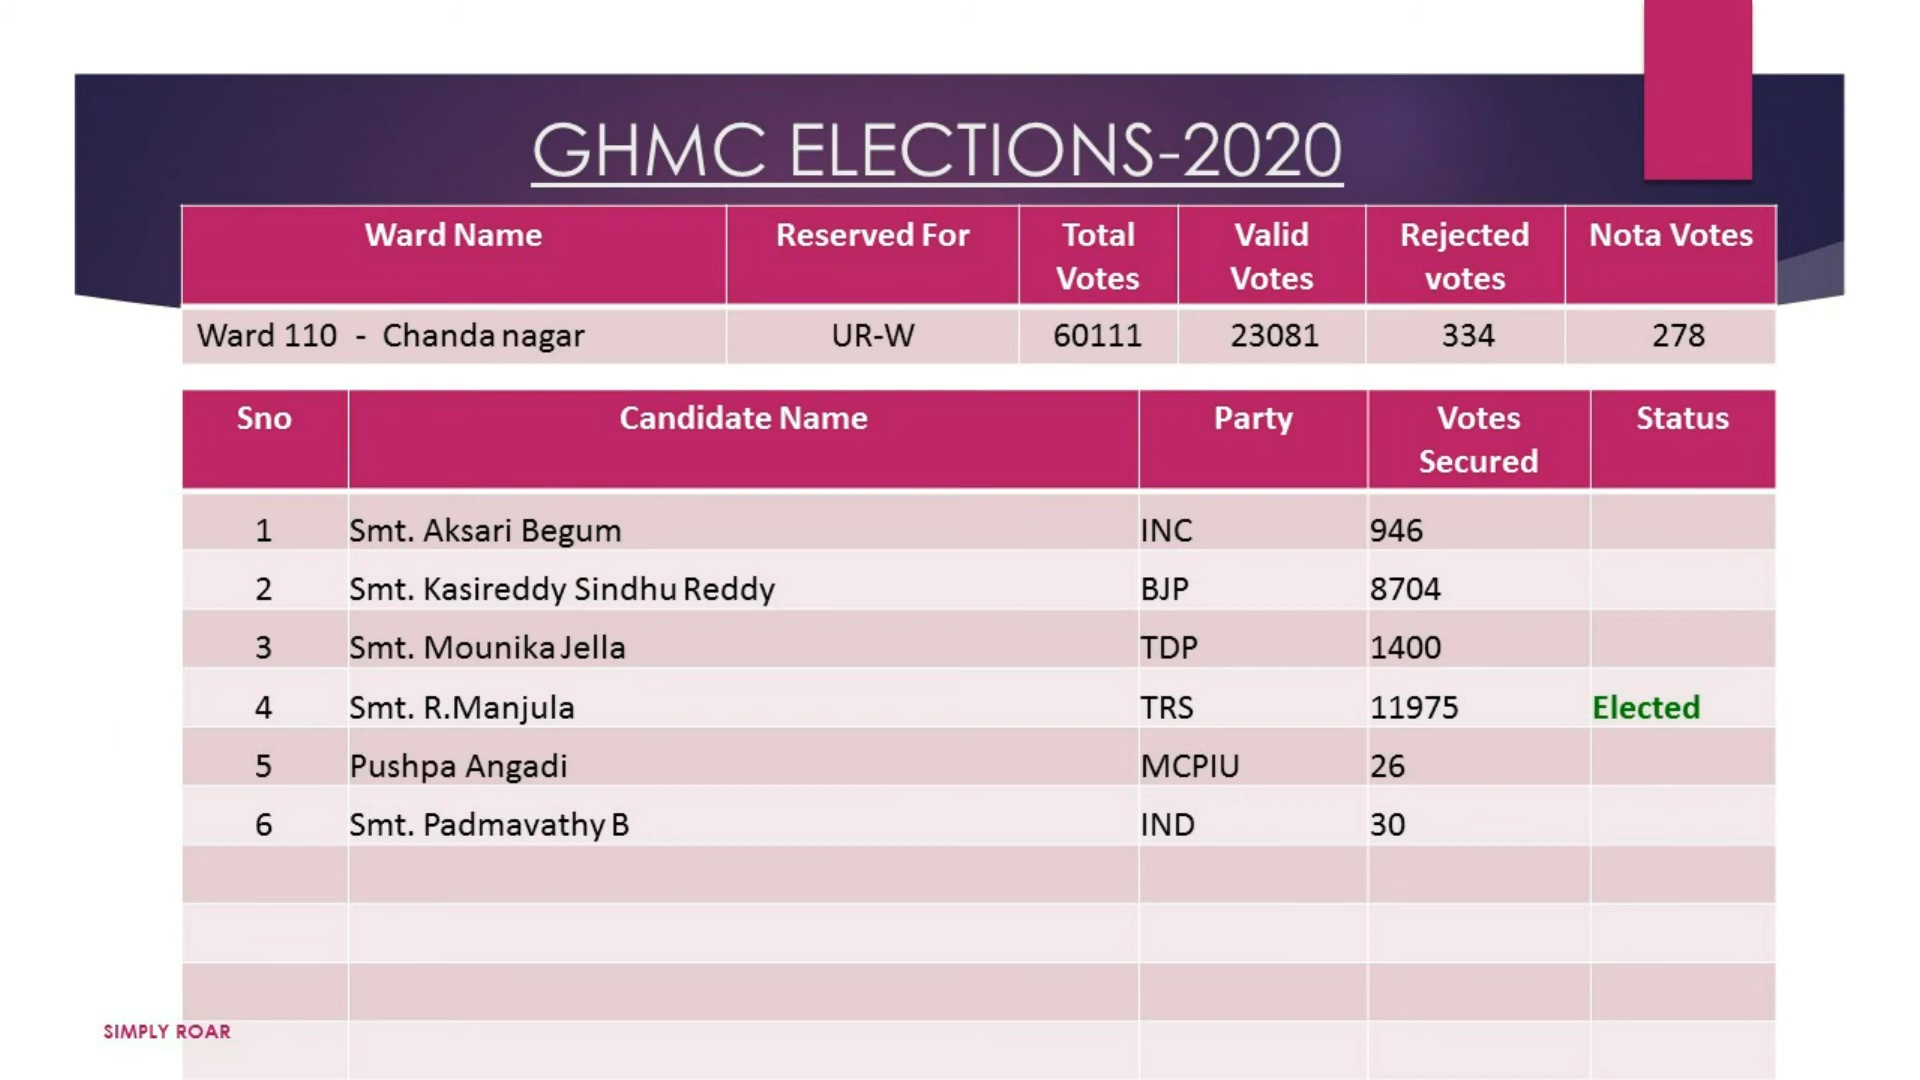 GHMC ELECTIONS-2020
Ward Name Reserved For Total Votes Valid Votes Rejected votes Nota Votes
Ward 110 - Chanda nagar UR-W 60111 23081 334 278
Sno Candidate Name Party Votes Secured Status
1 Smt. Aksari Begum INC 946
2 Smt. Kasireddy Sindhu Reddy BJP 8704
3 Smt. Mounika Jella TDP 1400
4 Smt. R.Manjula TRS 11975 Elected
5 Pushpa Angadi MCPIU 26
6 Smt. Padmavathy B IND 30
SIMPLY ROAR